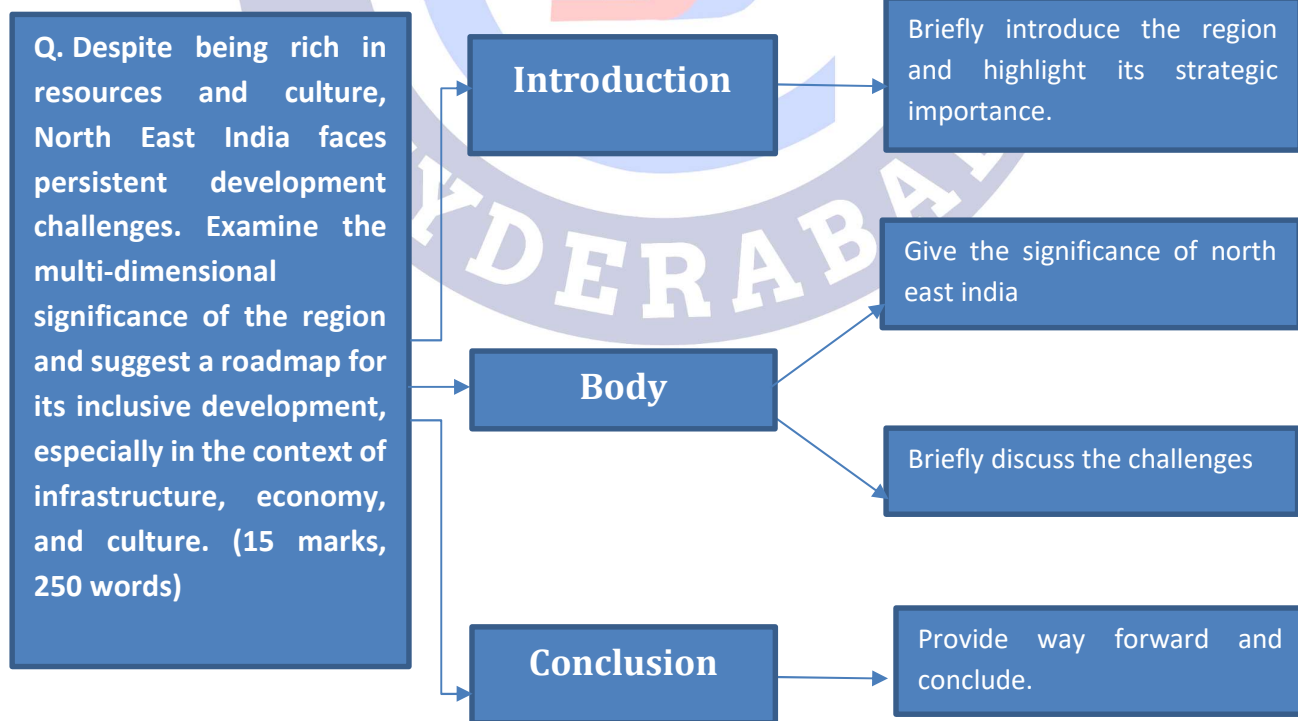 Q. Despite being rich in
resources and culture,
North East India faces
persistent development
challenges. Examine the
multi-dimensional
significance of the region
and suggest a roadmap for
its inclusive development,
especially in the context of
infrastructure, economy,
and culture. (15 marks,
250 words)
Introduction
Briefly introduce the region
and highlight its strategic
importance.
Body
Give the significance of north
east india
Briefly discuss the challenges
Conclusion
Provide way forward and
conclude.
YDERABA